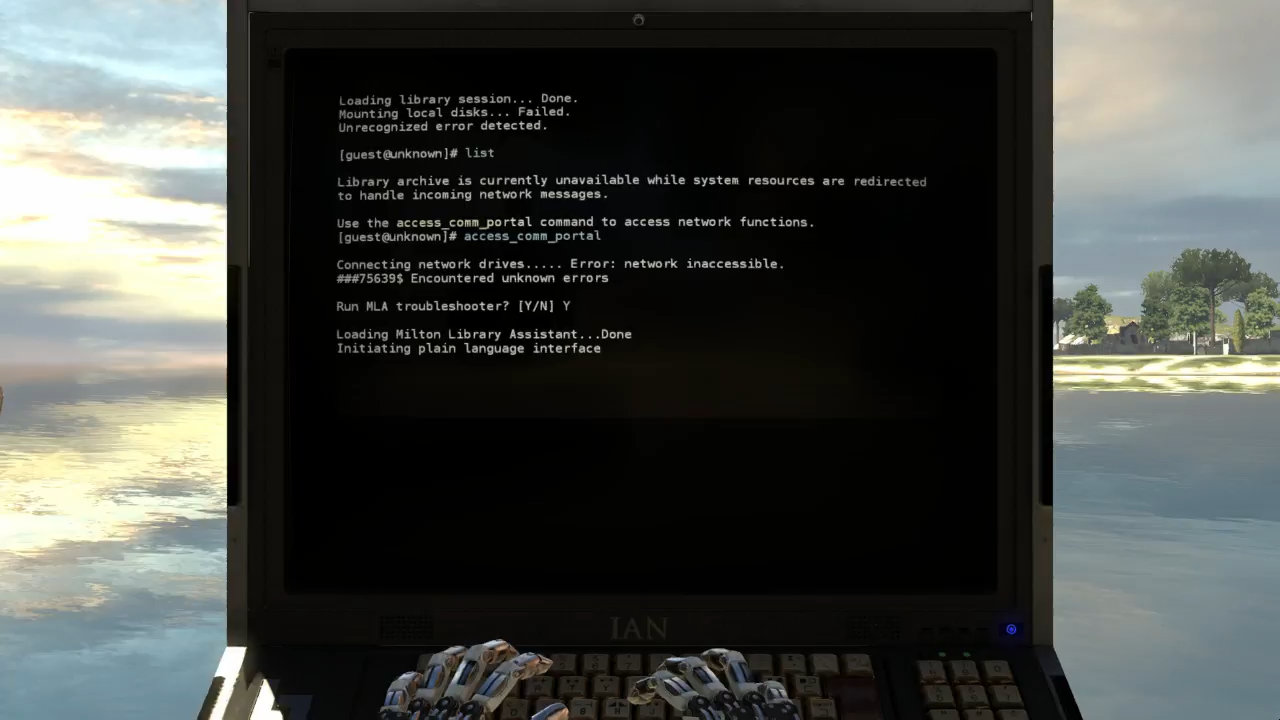 Loading library session... Done.
Mounting local disks... Failed.
Unrecognized error detected.
[guest@unknown]# list
Library archive is currently unavailable while system resources are redirected
to handle incoming network messages.
Use the access_comm_portal command to access network functions.
[guest@unknown]# access_comm_portal
Connecting network drives..... Error: network inaccessible.
###75639$ Encountered unknown errors
Run MLA troubleshooter? [Y/N] Y
Loading Milton Library Assistant...Done
Initiating plain language interface
IAN